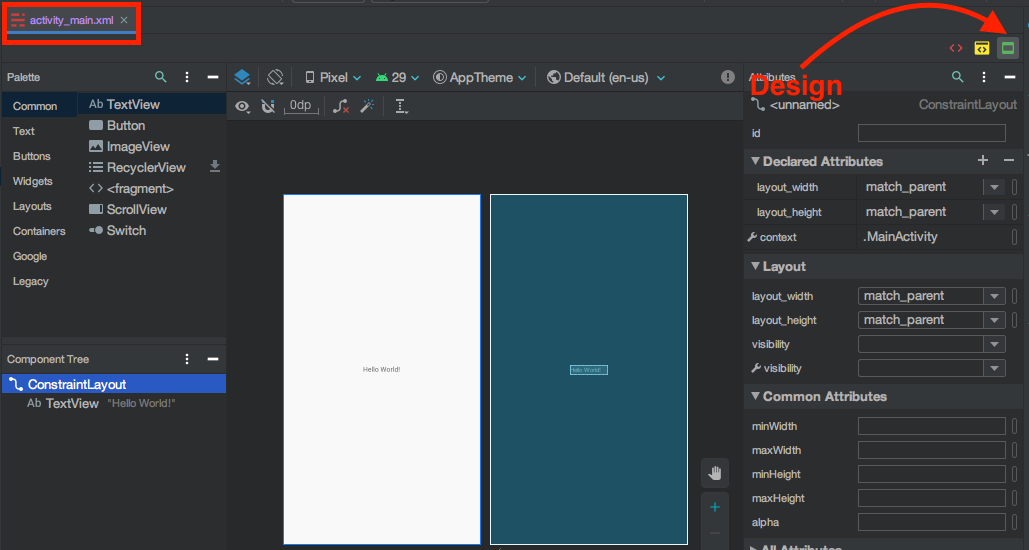 activity_main.xml
Design
Palette
Pixel
29
AppTheme
Default (en-us)
Attributes
Common
Text
Buttons
Widgets
Layouts
Containers
Google
Legacy
Ab TextView
Button
ImageView
RecyclerView
<fragment>
ScrollView
Switch
0dp
<unnamed>
ConstraintLayout
id
Declared Attributes
layout_width match_parent
layout_height match_parent
context .MainActivity
Layout
layout_width match_parent
layout_height match_parent
visibility
visibility
Common Attributes
minWidth
maxWidth
minHeight
maxHeight
alpha
All Attributes
Hello World!
Hello World!
Component Tree
ConstraintLayout
Ab TextView "Hello World!"